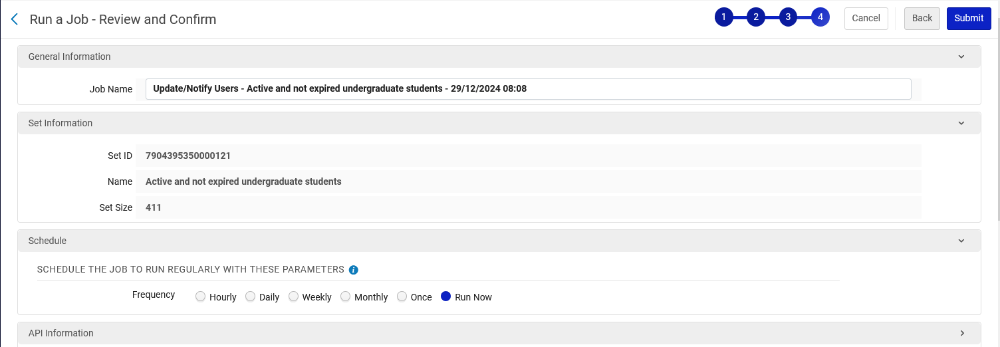 Run a Job - Review and Confirm
1 2 3 4 Cancel Back Submit
General Information
Job Name Update/Notify Users - Active and not expired undergraduate students - 29/12/2024 08:08
Set Information
Set ID 7904395350000121
Name Active and not expired undergraduate students
Set Size 411
Schedule
SCHEDULE THE JOB TO RUN REGULARLY WITH THESE PARAMETERS i
Frequency Hourly Daily Weekly Monthly Once Run Now
API Information